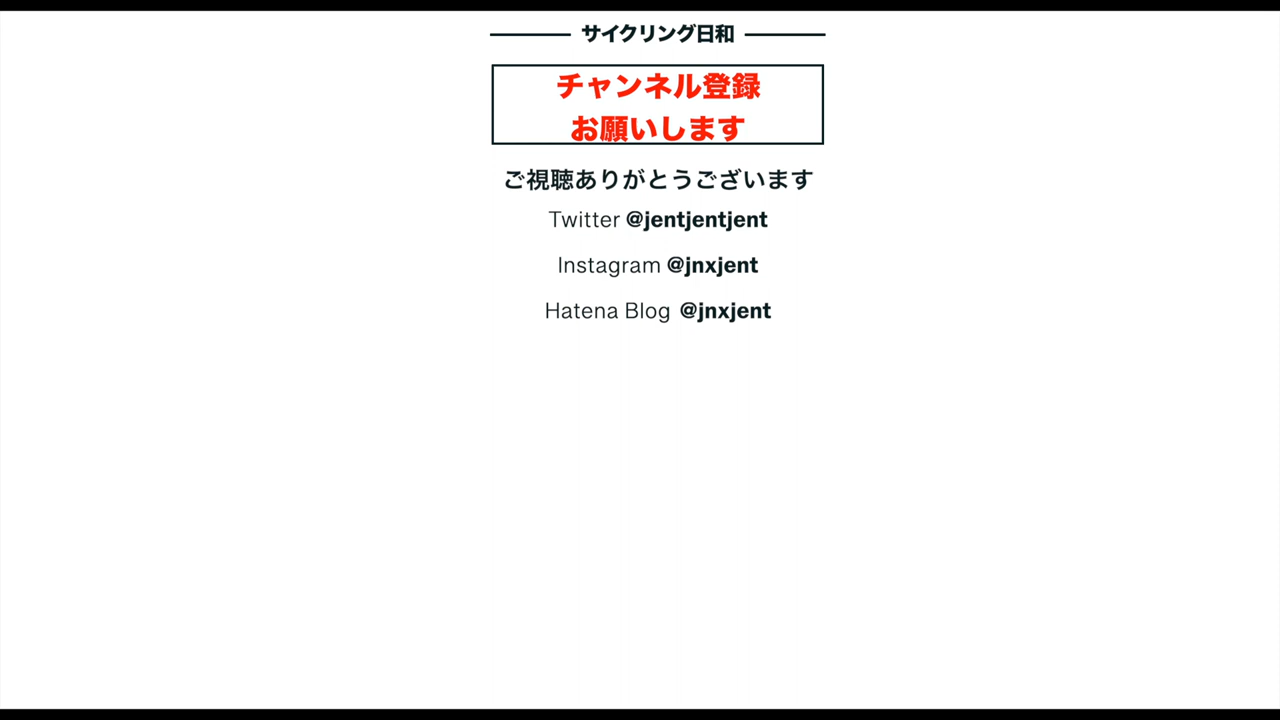 サイクリング日和
チャンネル登録
お願いします
ご視聴ありがとうございます
Twitter @jentjentjent
Instagram @jnxjent
Hatena Blog @jnxjent